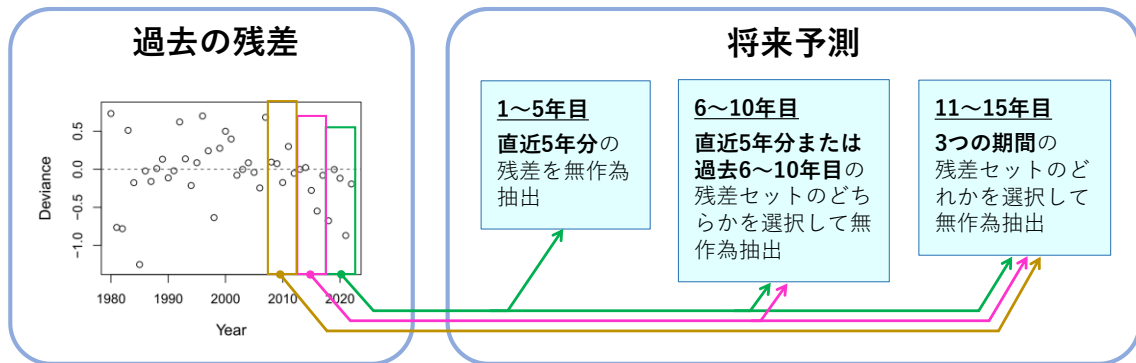 過去の残差
Deviance
0.5
0.0
−0.5
−1.0
1980
1990
2000
2010
2020
Year
将来予測
1～5年目
直近5年分の
残差を無作為
抽出
6～10年目
直近5年分または
過去6～10年目の
残差セットのどち
らかを選択して無
作為抽出
11～15年目
3つの期間の
残差セットのど
れかを選択して
無作為抽出